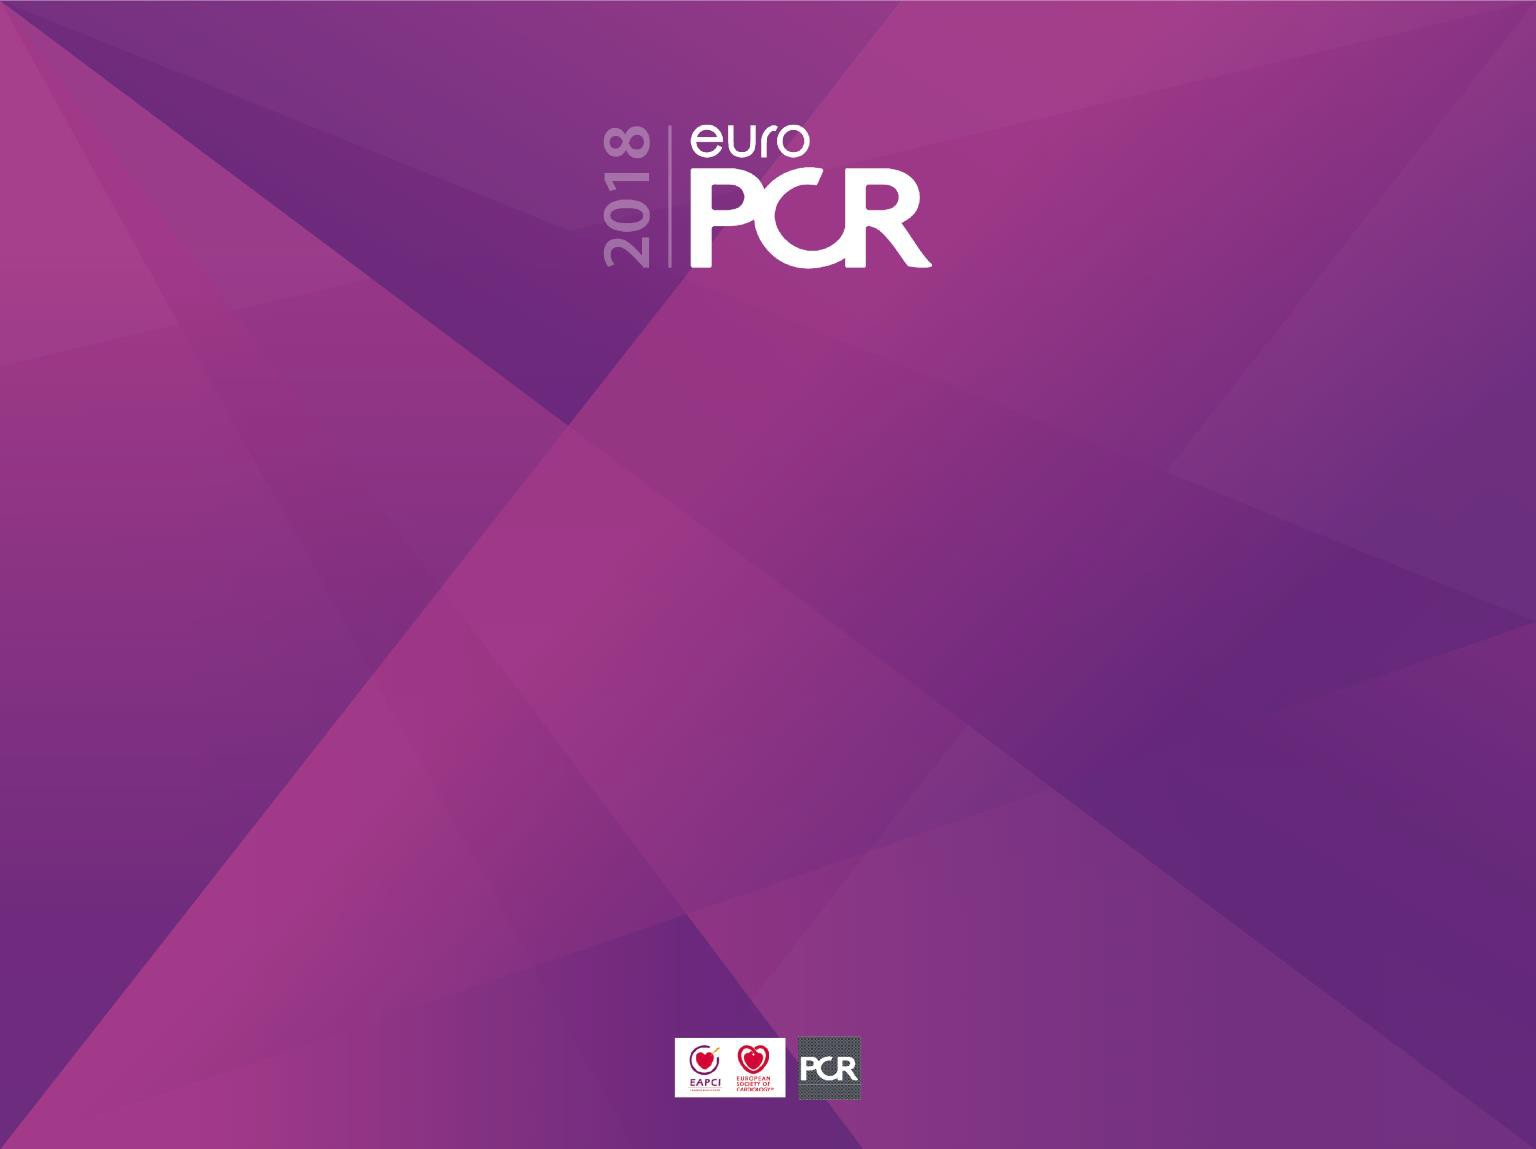 2018
euro
PCR
EAPCI
EUROPEAN
SOCIETY OF
CARDIOLOGY®
PCR